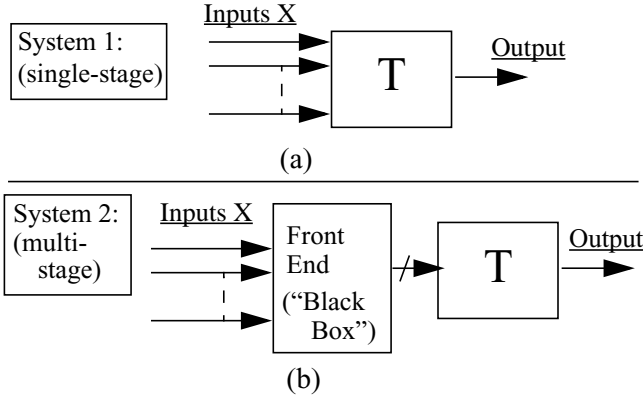 System 1:
(single-stage)
Inputs X
T
Output
(a)
System 2:
(multi-
stage)
Inputs X
Front
End
(“Black
Box”)
T
Output
(b)